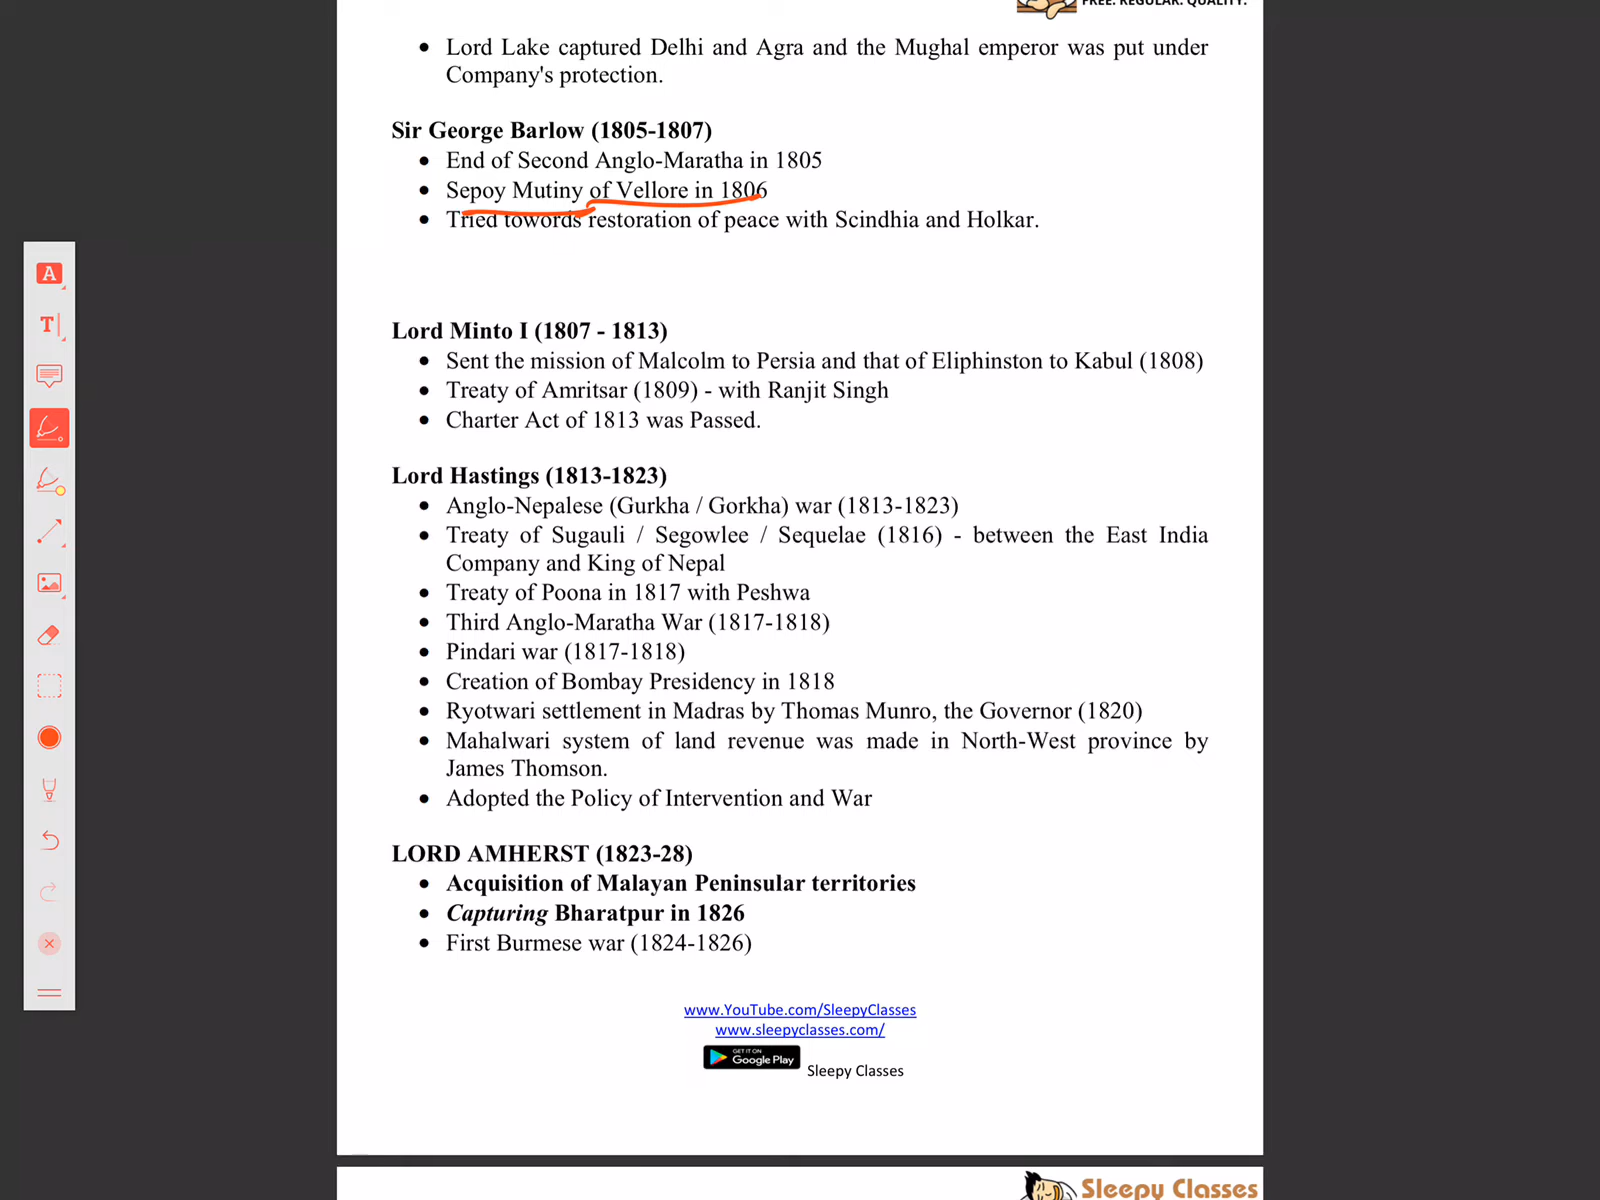 FREE. REGULAR. QUALITY.
• Lord Lake captured Delhi and Agra and the Mughal emperor was put under
Company's protection.
Sir George Barlow (1805-1807)
• End of Second Anglo-Maratha in 1805
• Sepoy Mutiny of Vellore in 1806
• Tried towards restoration of peace with Scindhia and Holkar.
Lord Minto I (1807 - 1813)
• Sent the mission of Malcolm to Persia and that of Eliphinston to Kabul (1808)
• Treaty of Amritsar (1809) - with Ranjit Singh
• Charter Act of 1813 was Passed.
Lord Hastings (1813-1823)
• Anglo-Nepalese (Gurkha / Gorkha) war (1813-1823)
• Treaty of Sugauli / Segowlee / Sequelae (1816) - between the East India
Company and King of Nepal
• Treaty of Poona in 1817 with Peshwa
• Third Anglo-Maratha War (1817-1818)
• Pindari war (1817-1818)
• Creation of Bombay Presidency in 1818
• Ryotwari settlement in Madras by Thomas Munro, the Governor (1820)
• Mahalwari system of land revenue was made in North-West province by
James Thomson.
• Adopted the Policy of Intervention and War
LORD AMHERST (1823-28)
• Acquisition of Malayan Peninsular territories
• Capturing Bharatpur in 1826
• First Burmese war (1824-1826)
www.YouTube.com/SleepyClasses
www.sleepyclasses.com/
GET IT ON
Google Play
Sleepy Classes
Sleepy Classes
A
T